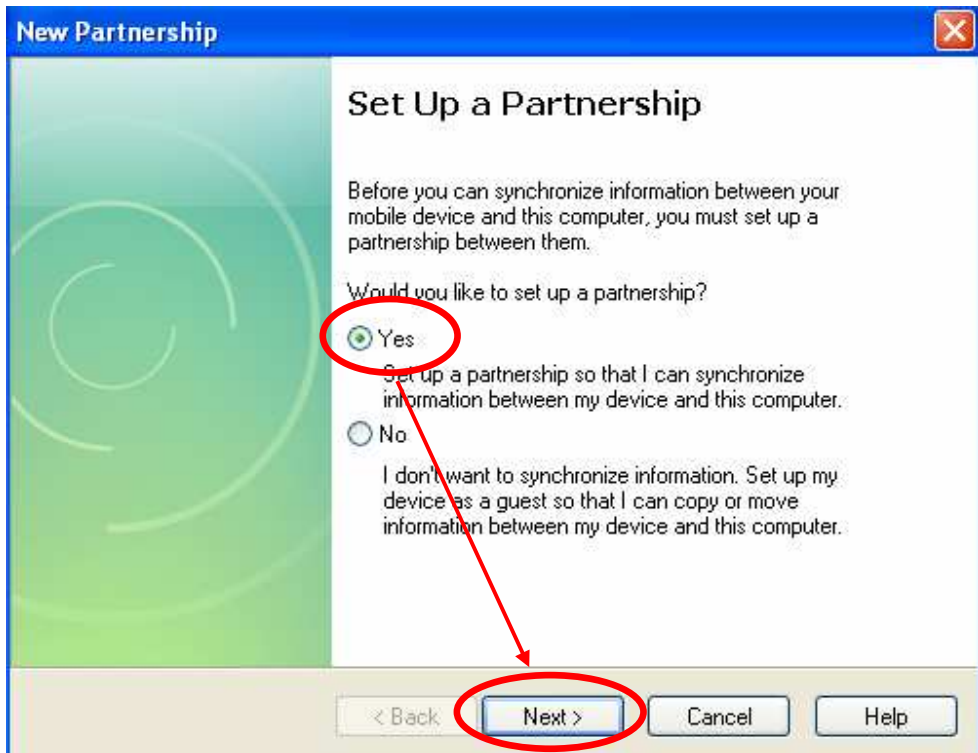 New Partnership
Set Up a Partnership
Before you can synchronize information between your
mobile device and this computer, you must set up a
partnership between them.
Would you like to set up a partnership?
Yes
Set up a partnership so that I can synchronize
information between my device and this computer.
No
I don't want to synchronize information. Set up my
device as a guest so that I can copy or move
information between my device and this computer.
< Back Next > Cancel Help